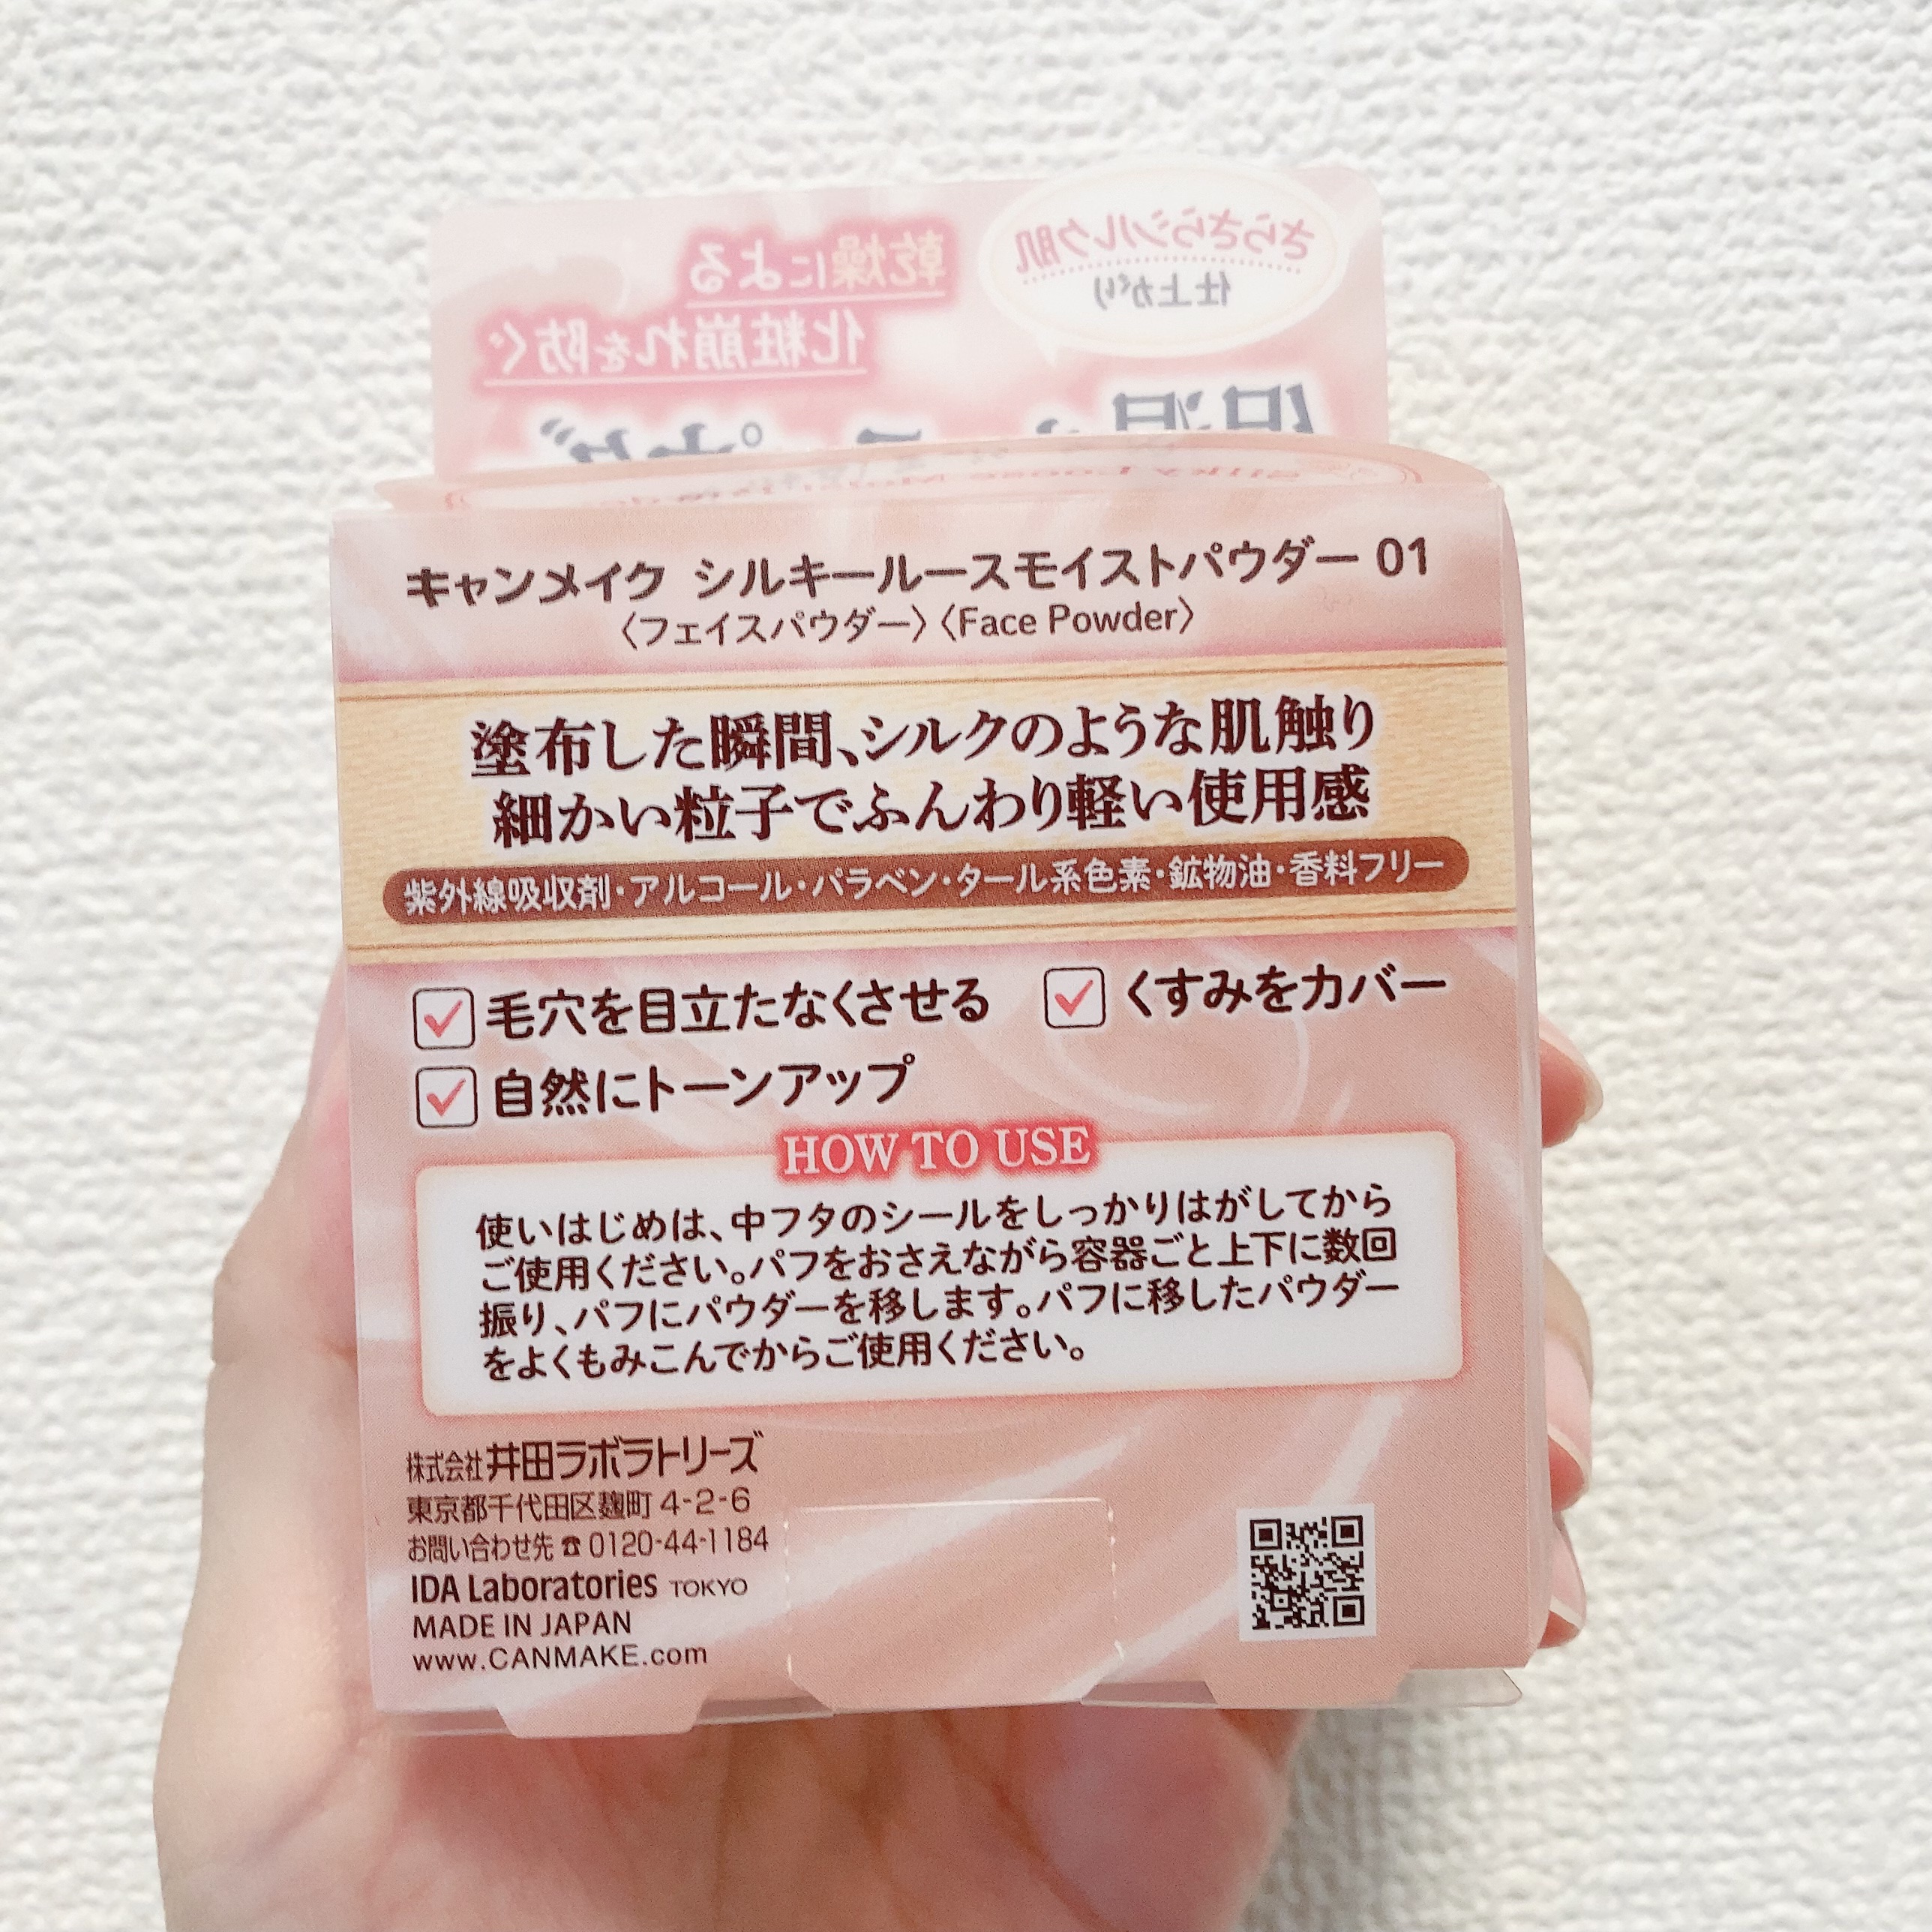 さらさらシルク肌
仕上がり
乾燥による
化粧崩れを防ぐ
キャンメイク シルキールースモイストパウダー 01
〈フェイスパウダー〉〈Face Powder〉
塗布した瞬間、シルクのような肌触り
細かい粒子でふんわり軽い使用感
紫外線吸収剤・アルコール・パラベン・タール系色素・鉱物油・香料フリー
毛穴を目立たなくさせる
くすみをカバー
自然にトーンアップ
HOW TO USE
使いはじめは、中フタのシールをしっかりはがしてから
ご使用ください。パフをおさえながら容器ごと上下に数回
振り、パフにパウダーを移します。パフに移したパウダー
をよくもみこんでからご使用ください。
株式会社井田ラボラトリーズ
東京都千代田区麹町 4-2-6
お問い合わせ先 ☎ 0120-44-1184
IDA Laboratories TOKYO
MADE IN JAPAN
www.CANMAKE.com